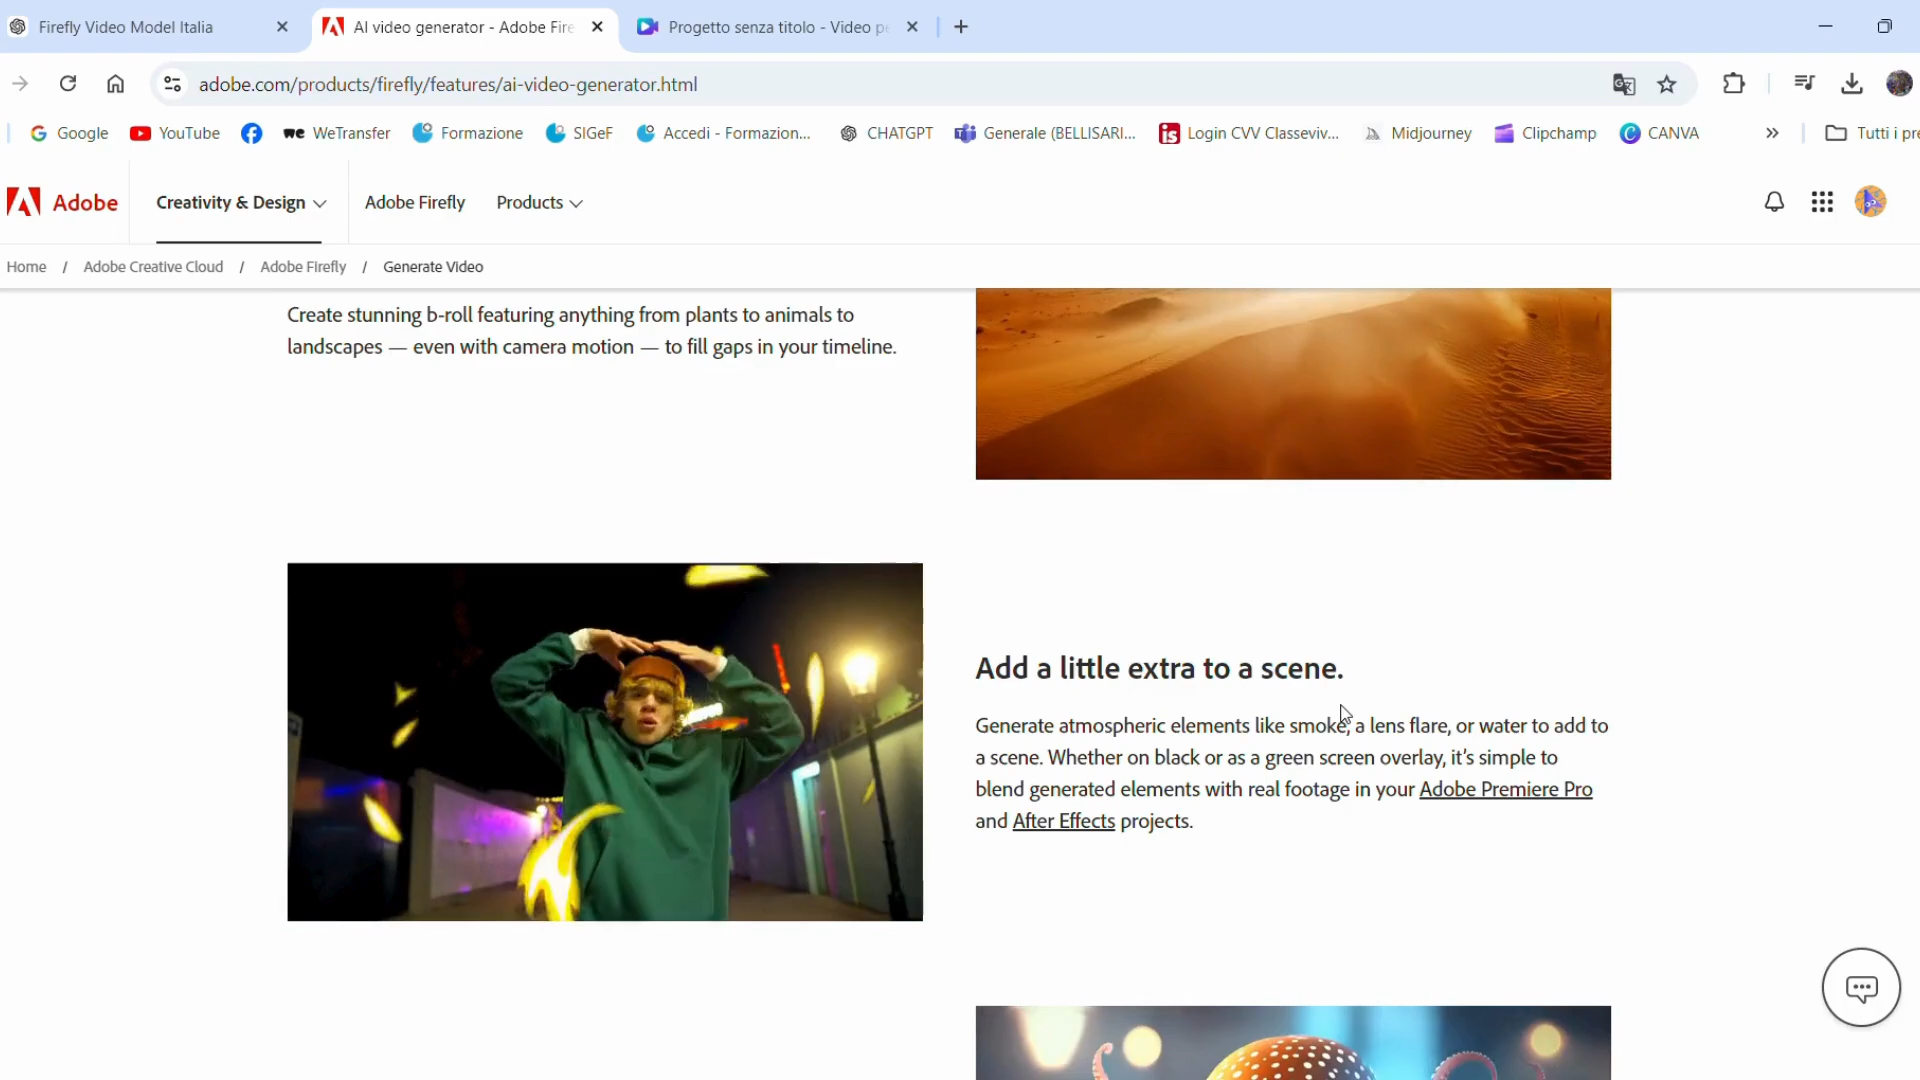 Firefly Video Model Italia
AI video generator - Adobe Fire
Progetto senza titolo - Video pe
adobe.com/products/firefly/features/ai-video-generator.html
Google
YouTube
WeTransfer
Formazione
SIGeF
Accedi - Formazion...
CHATGPT
Generale (BELLISARI...
Login CVV Classeviv...
Midjourney
Clipchamp
CANVA
Tutti i pre
Adobe
Creativity & Design
Adobe Firefly
Products
Home / Adobe Creative Cloud / Adobe Firefly / Generate Video
Create stunning b-roll featuring anything from plants to animals to
landscapes — even with camera motion — to fill gaps in your timeline.
Add a little extra to a scene.
Generate atmospheric elements like smoke, a lens flare, or water to add to
a scene. Whether on black or as a green screen overlay, it's simple to
blend generated elements with real footage in your Adobe Premiere Pro
and After Effects projects.